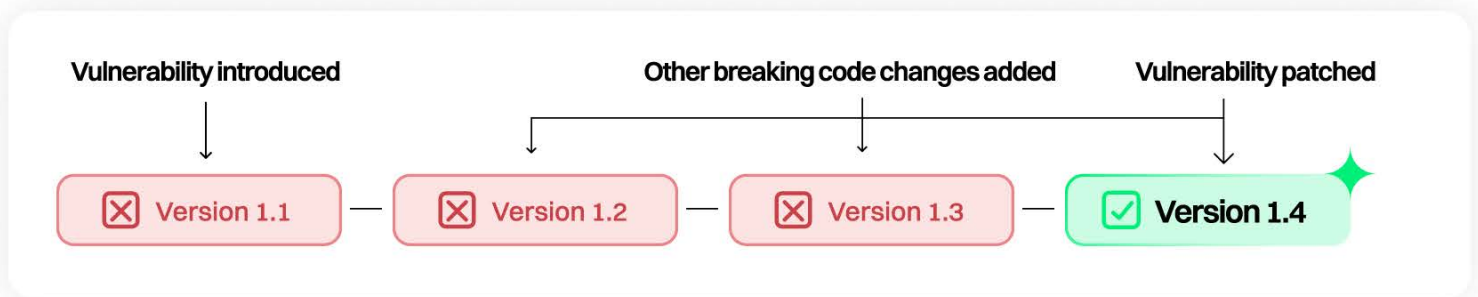 Vulnerability introduced
Other breaking code changes added
Vulnerability patched
Version 1.1
Version 1.2
Version 1.3
Version 1.4